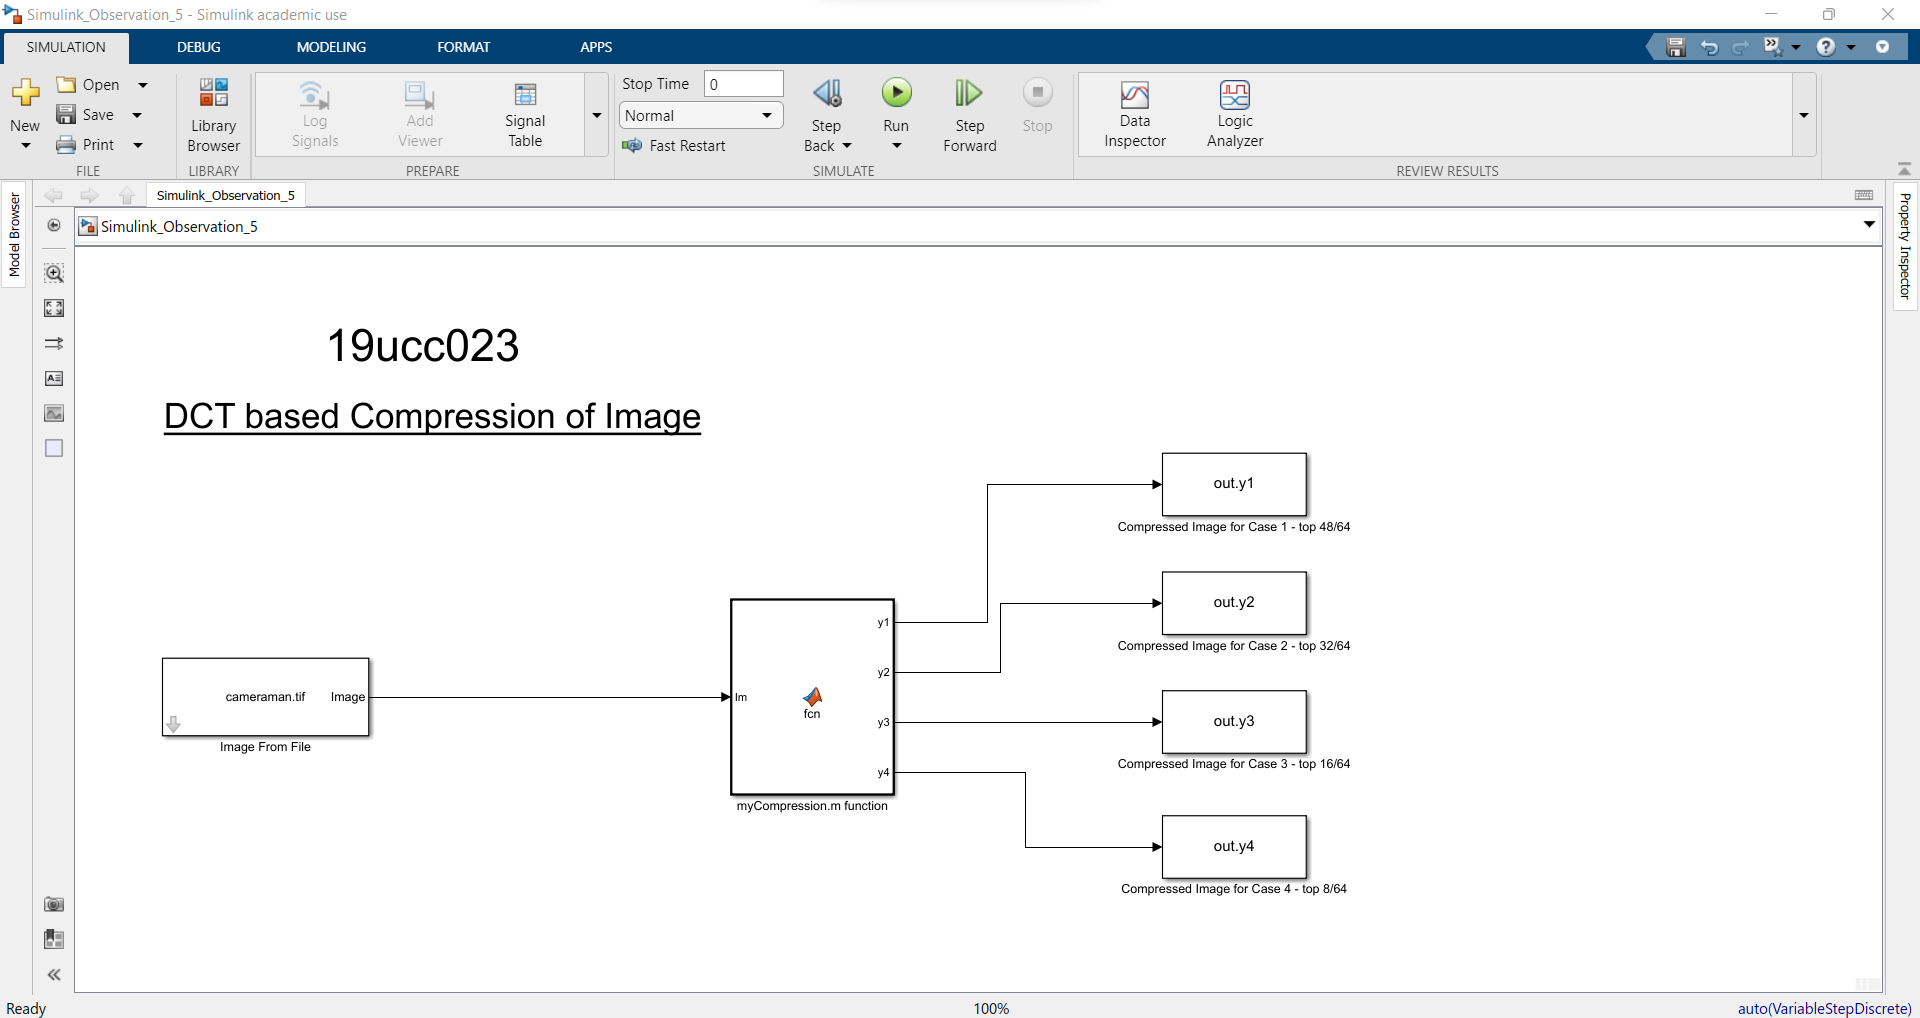 Simulink_Observation_5 - Simulink academic use
SIMULATION
DEBUG
MODELING
FORMAT
APPS
New
Open
Save
Print
FILE
Library
Browser
LIBRARY
Log
Signals
Add
Viewer
Signal
Table
PREPARE
Stop Time 0
Normal
Fast Restart
Step
Back
Run
Step
Forward
Stop
SIMULATE
Data
Inspector
Logic
Analyzer
REVIEW RESULTS
Model Browser
Simulink_Observation_5
Simulink_Observation_5
Property Inspector
19ucc023
DCT based Compression of Image
cameraman.tif Image
Image From File
Im
fcn
y1
y2
y3
y4
myCompression.m function
out.y1
Compressed Image for Case 1 - top 48/64
out.y2
Compressed Image for Case 2 - top 32/64
out.y3
Compressed Image for Case 3 - top 16/64
out.y4
Compressed Image for Case 4 - top 8/64
Ready
100%
auto(VariableStepDiscrete)